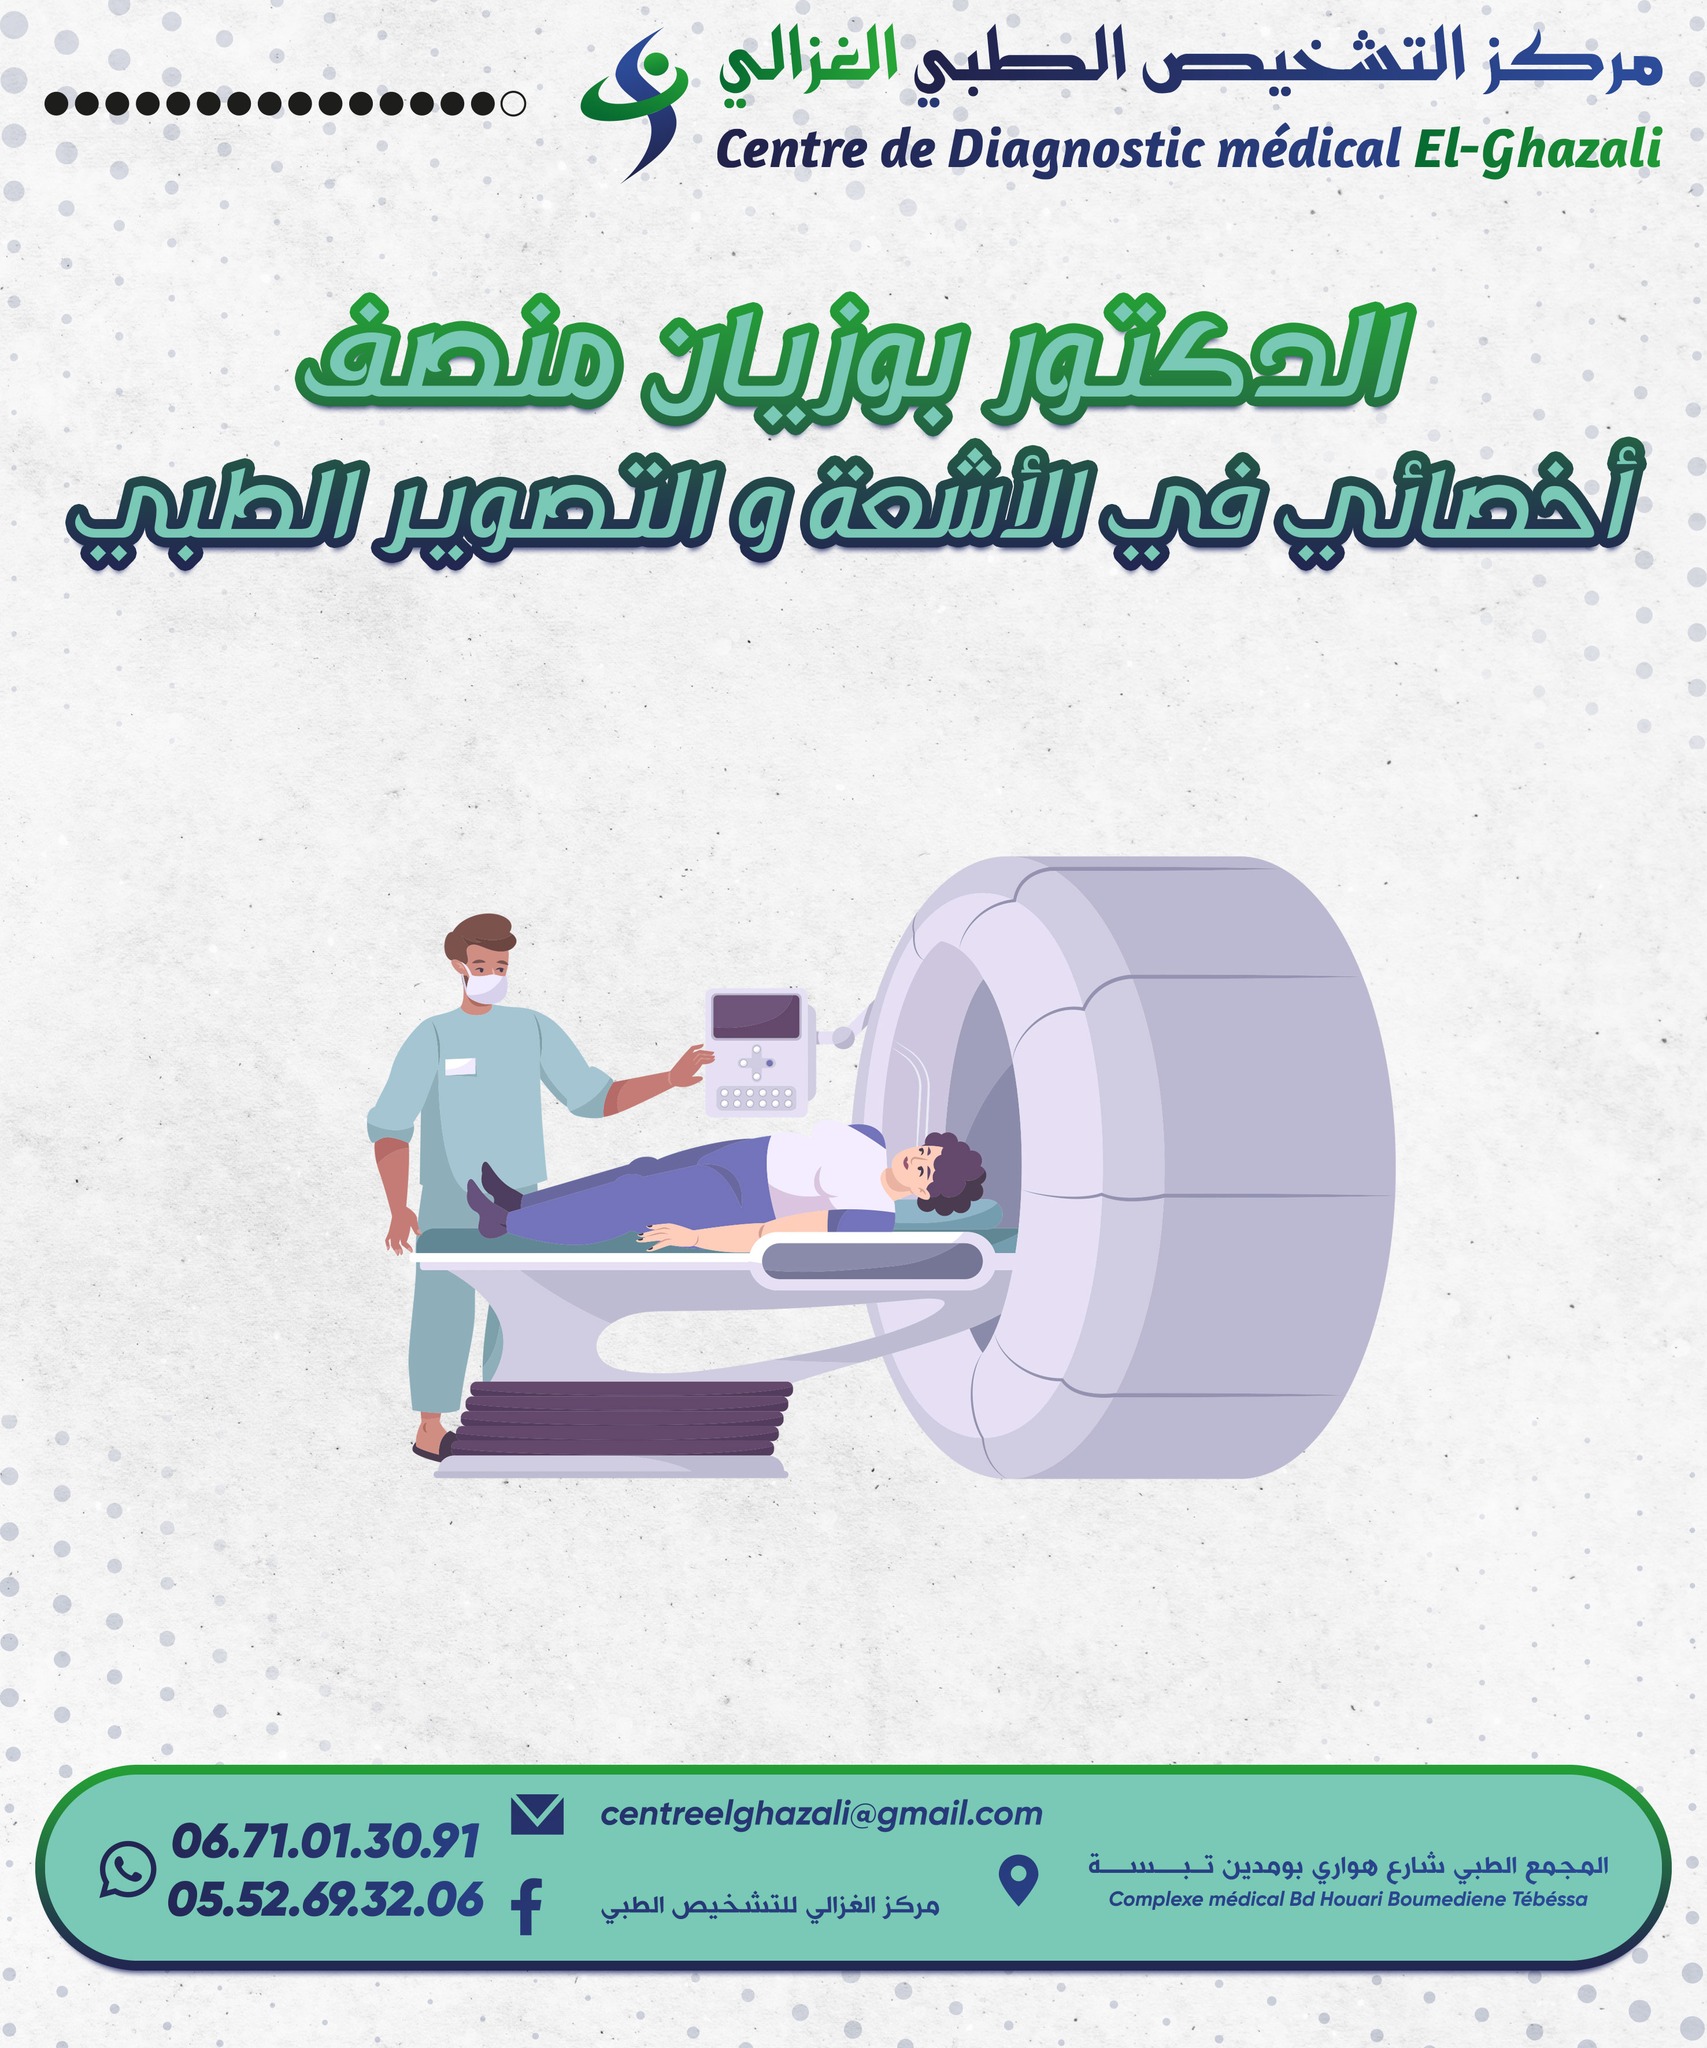 مركز التشخيص الطبي الغزالي
Centre de Diagnostic médical El-Ghazali
الدكتور بوزيان منصف
أخصائي في الأشعة و التصوير الطبي
06.71.01.30.91
05.52.69.32.06
centreelghazali@gmail.com
مركز الغزالي للتشخيص الطبي
المجمع الطبي شارع هواري بومدين تـبـــســـــة
Complexe médical Bd Houari Boumediene Tébéssa